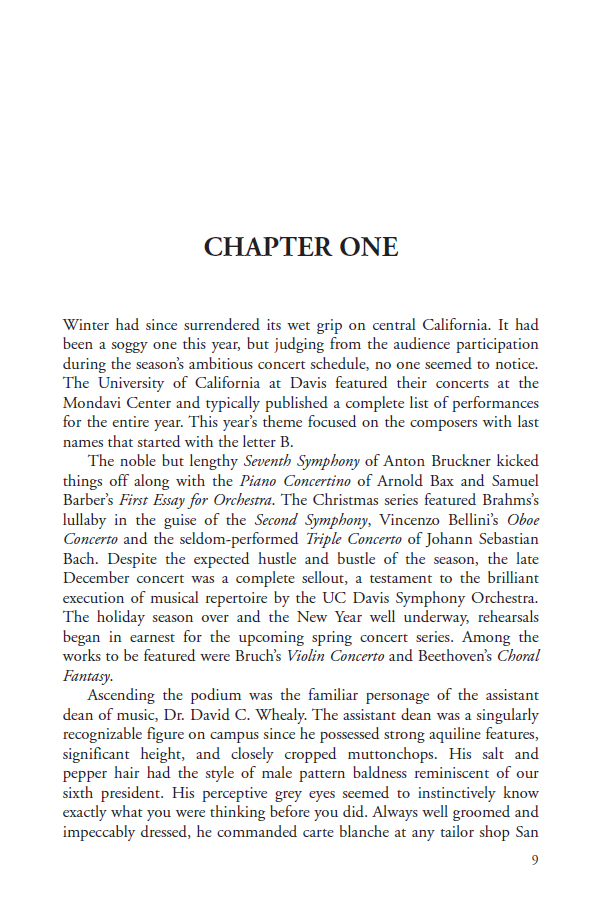 CHAPTER ONE
Winter had since surrendered its wet grip on central California. It had
been a soggy one this year, but judging from the audience participation
during the season’s ambitious concert schedule, no one seemed to notice.
The University of California at Davis featured their concerts at the
Mondavi Center and typically published a complete list of performances
for the entire year. This year’s theme focused on the composers with last
names that started with the letter B.
The noble but lengthy Seventh Symphony of Anton Bruckner kicked
things off along with the Piano Concertino of Arnold Bax and Samuel
Barber’s First Essay for Orchestra. The Christmas series featured Brahms’s
lullaby in the guise of the Second Symphony, Vincenzo Bellini’s Oboe
Concerto and the seldom-performed Triple Concerto of Johann Sebastian
Bach. Despite the expected hustle and bustle of the season, the late
December concert was a complete sellout, a testament to the brilliant
execution of musical repertoire by the UC Davis Symphony Orchestra.
The holiday season over and the New Year well underway, rehearsals
began in earnest for the upcoming spring concert series. Among the
works to be featured were Bruch’s Violin Concerto and Beethoven’s Choral
Fantasy.
Ascending the podium was the familiar personage of the assistant
dean of music, Dr. David C. Whealy. The assistant dean was a singularly
recognizable figure on campus since he possessed strong aquiline features,
significant height, and closely cropped muttonchops. His salt and
pepper hair had the style of male pattern baldness reminiscent of our
sixth president. His perceptive grey eyes seemed to instinctively know
exactly what you were thinking before you did. Always well groomed and
impeccably dressed, he commanded carte blanche at any tailor shop San
9